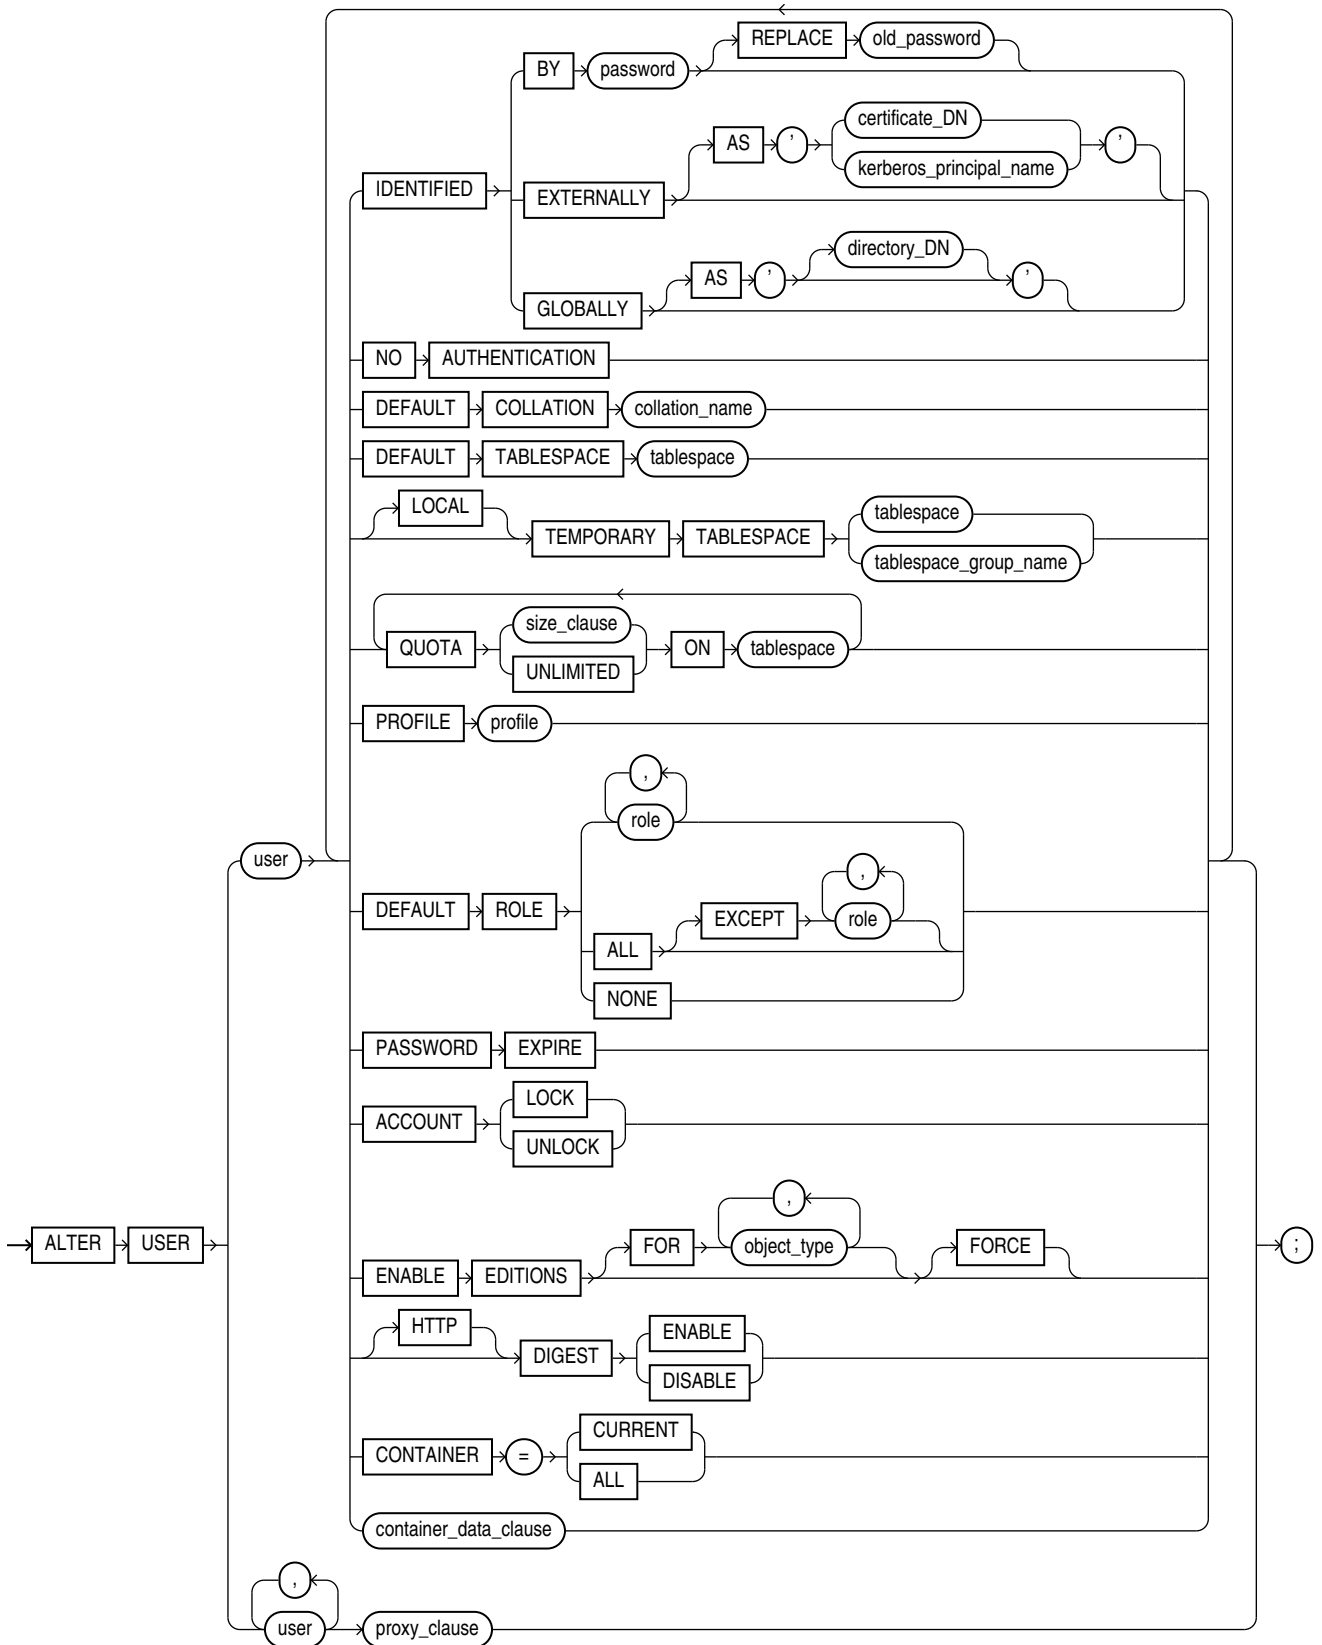 REPLACE old_password
BY password
certificate_DN
AS ' '
kerberos_principal_name
IDENTIFIED
EXTERNALLY
directory_DN
AS ' '
GLOBALLY
NO AUTHENTICATION
DEFAULT COLLATION collation_name
DEFAULT TABLESPACE tablespace
LOCAL
tablespace
TEMPORARY TABLESPACE
tablespace_group_name
size_clause
QUOTA ON tablespace
UNLIMITED
PROFILE profile
,
role
user
,
DEFAULT ROLE
EXCEPT role
ALL
NONE
PASSWORD EXPIRE
LOCK
ACCOUNT
UNLOCK
,
ALTER USER
FOR object_type FORCE
;
ENABLE EDITIONS
HTTP
ENABLE
DIGEST
DISABLE
CURRENT
CONTAINER =
ALL
container_data_clause
,
user proxy_clause